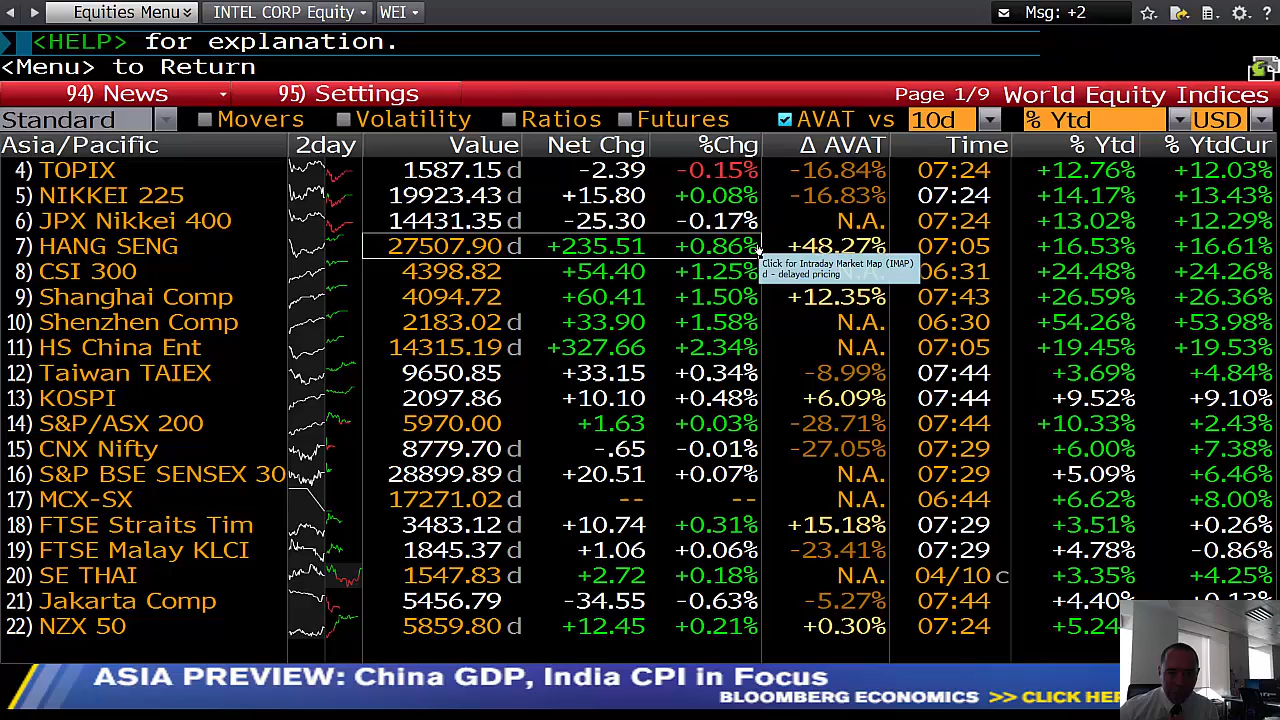 Equities Menu INTEL CORP Equity WEI Msg: +2 ?
<HELP> for explanation.
<Menu> to Return
94) News 95) Settings Page 1/9 World Equity Indices
Standard Movers Volatility Ratios Futures AVAT vs 10d % Ytd USD
Asia/Pacific 2day Value Net Chg %Chg Δ AVAT Time % Ytd % YtdCur
4) TOPIX 1587.15 d -2.39 -0.15% -16.84% 07:24 +12.76% +12.03%
5) NIKKEI 225 19923.43 d +15.80 +0.08% -16.83% 07:24 +14.17% +13.43%
6) JPX Nikkei 400 14431.35 d -25.30 -0.17% N.A. 07:24 +13.02% +12.29%
7) HANG SENG 27507.90 d +235.51 +0.86% +48.27% 07:05 +16.53% +16.61%
Click for Intraday Market Map (IMAP)
d - delayed pricing
8) CSI 300 4398.82 +54.40 +1.25% 06:31 +24.48% +24.26%
9) Shanghai Comp 4094.72 +60.41 +1.50% +12.35% 07:43 +26.59% +26.36%
10) Shenzhen Comp 2183.02 d +33.90 +1.58% N.A. 06:30 +54.26% +53.98%
11) HS China Ent 14315.19 d +327.66 +2.34% N.A. 07:05 +19.45% +19.53%
12) Taiwan TAIEX 9650.85 +33.15 +0.34% -8.99% 07:44 +3.69% +4.84%
13) KOSPI 2097.86 +10.10 +0.48% +6.09% 07:44 +9.52% +9.10%
14) S&P/ASX 200 5970.00 +1.63 +0.03% -28.71% 07:44 +10.33% +2.43%
15) CNX Nifty 8779.70 d -.65 -0.01% -27.05% 07:29 +6.00% +7.38%
16) S&P BSE SENSEX 30 28899.89 d +20.51 +0.07% N.A. 07:29 +5.09% +6.46%
17) MCX-SX 17271.02 d -- -- N.A. 06:44 +6.62% +8.00%
18) FTSE Straits Tim 3483.12 d +10.74 +0.31% +15.18% 07:29 +3.51% +0.26%
19) FTSE Malay KLCI 1845.37 d +1.06 +0.06% -23.41% 07:29 +4.78% -0.86%
20) SE THAI 1547.83 d +2.72 +0.18% N.A. 04/10 c +3.35% +4.25%
21) Jakarta Comp 5456.79 -34.55 -0.63% -5.27% 07:44 +4.40%
22) NZX 50 5859.80 d +12.45 +0.21% +0.30% 07:24 +5.24
ASIA PREVIEW: China GDP, India CPI in Focus
BLOOMBERG ECONOMICS >> CLICK